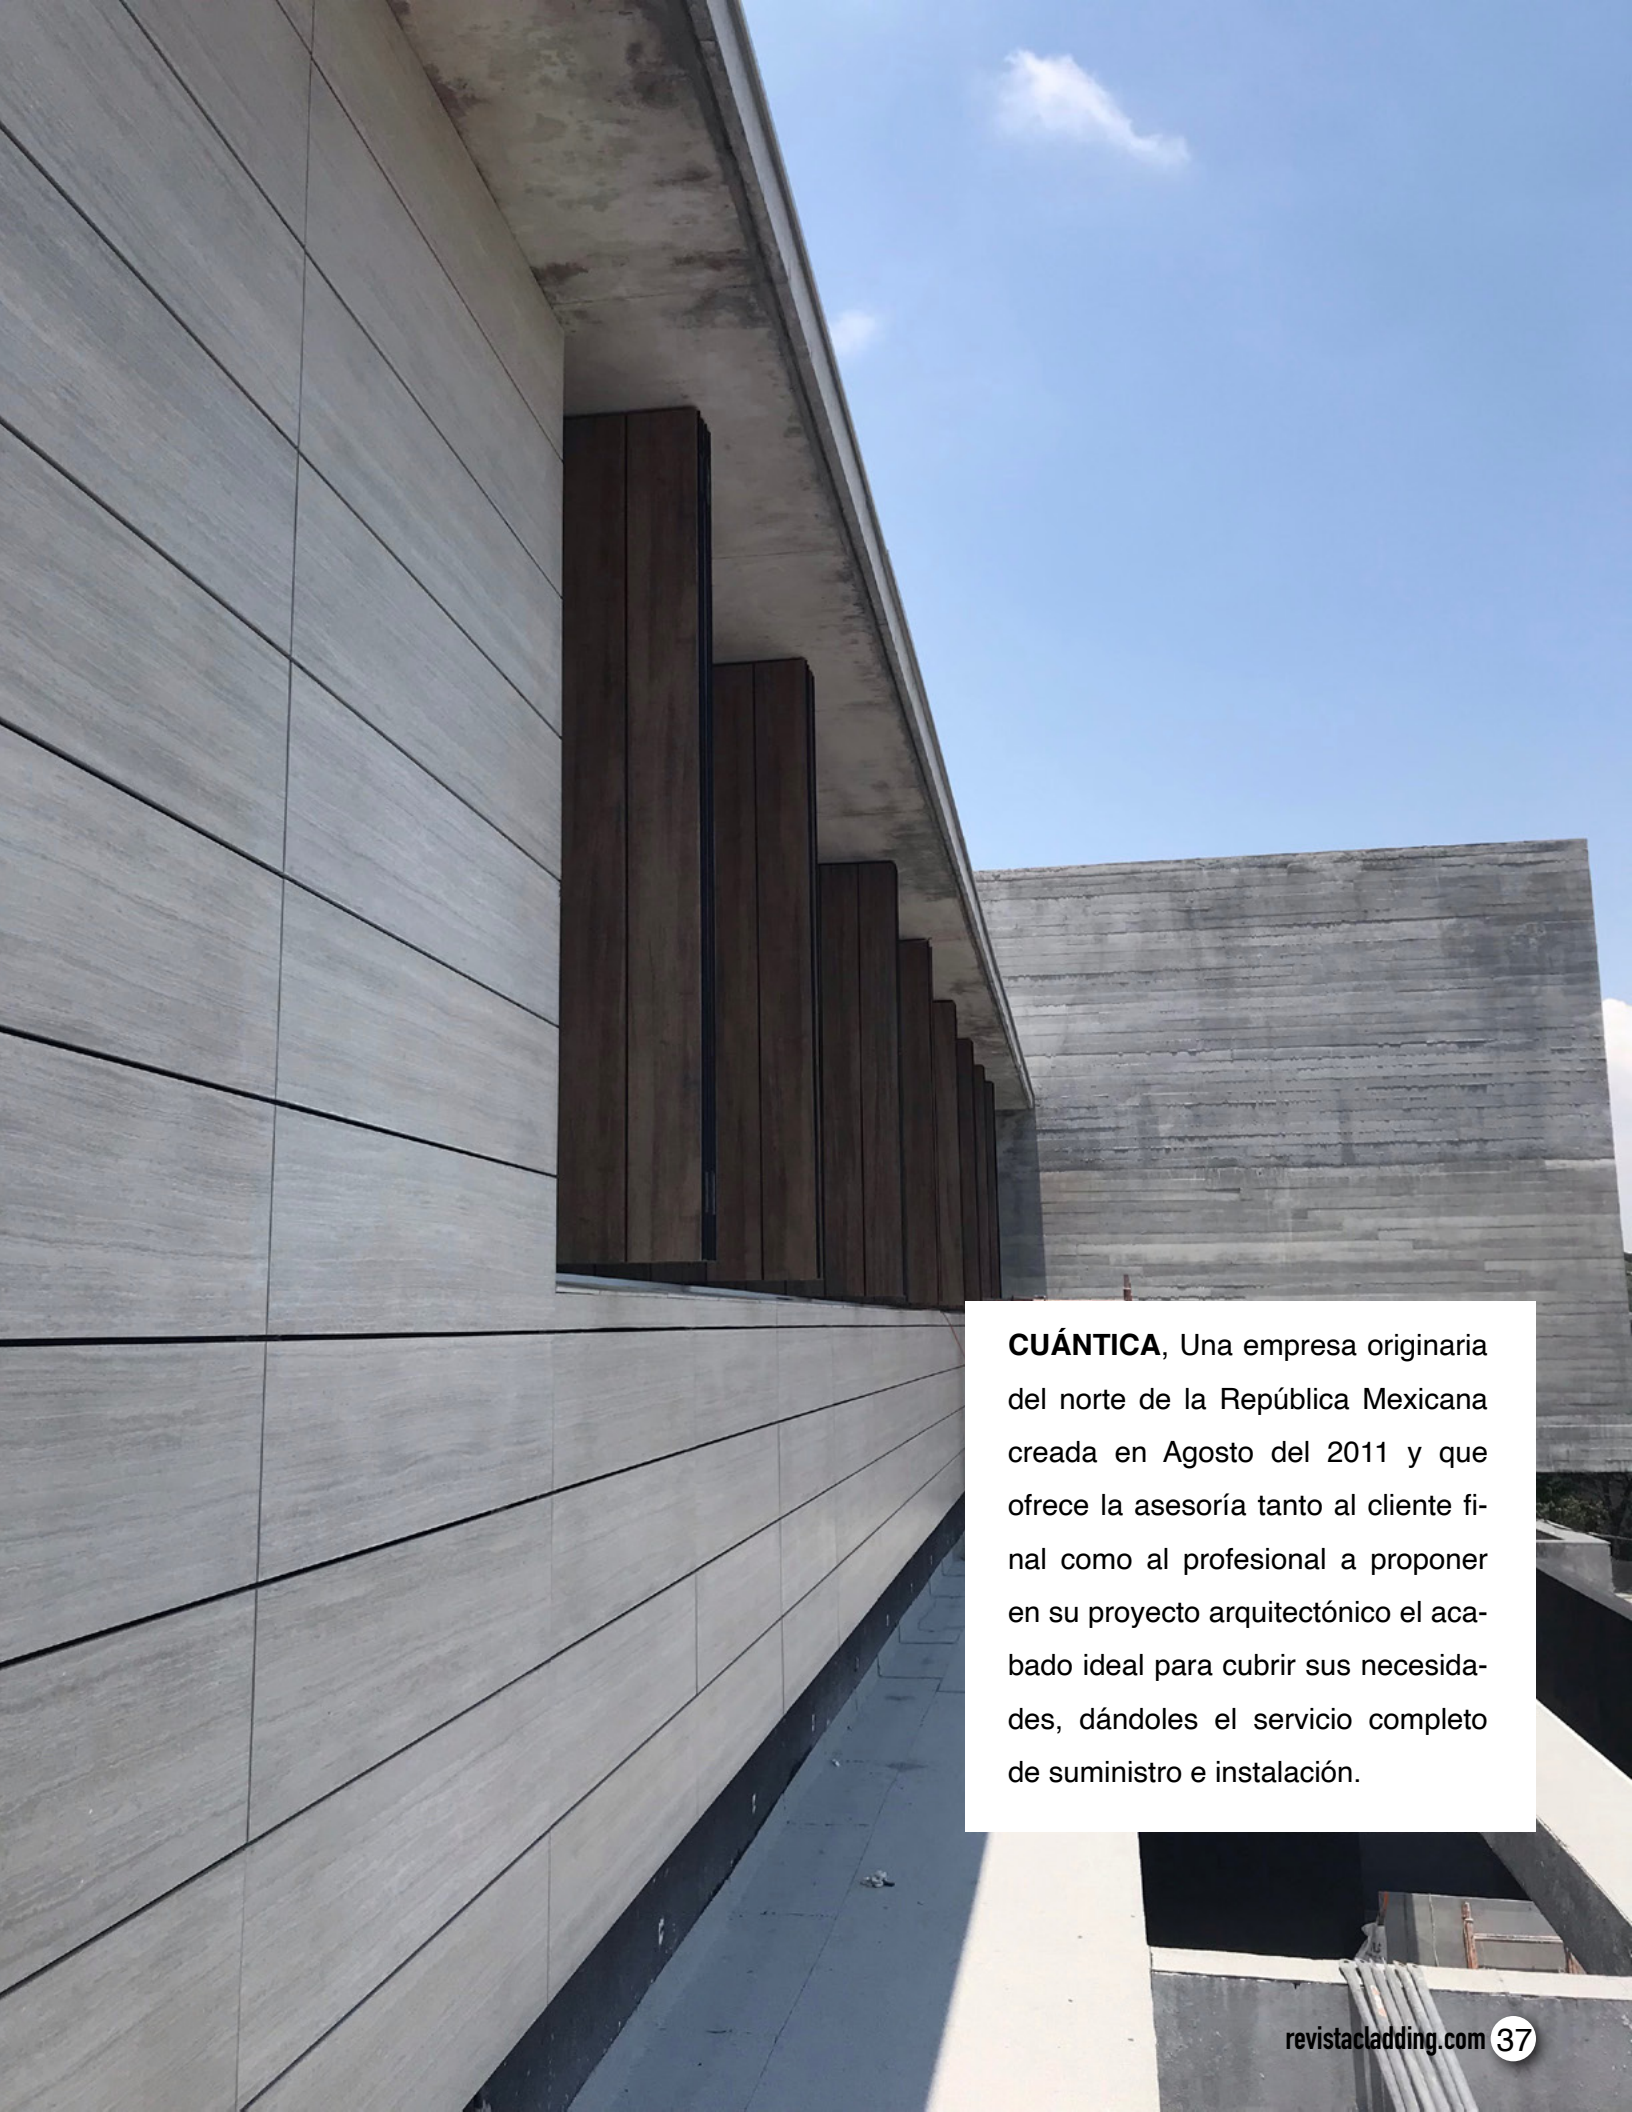 CUÁNTICA, Una empresa originaria
del norte de la República Mexicana
creada en Agosto del 2011 y que
ofrece la asesoría tanto al cliente fi-
nal como al profesional a proponer
en su proyecto arquitectónico el aca-
bado ideal para cubrir sus necesida-
des, dándoles el servicio completo
de suministro e instalación.
revistacladding.com 37